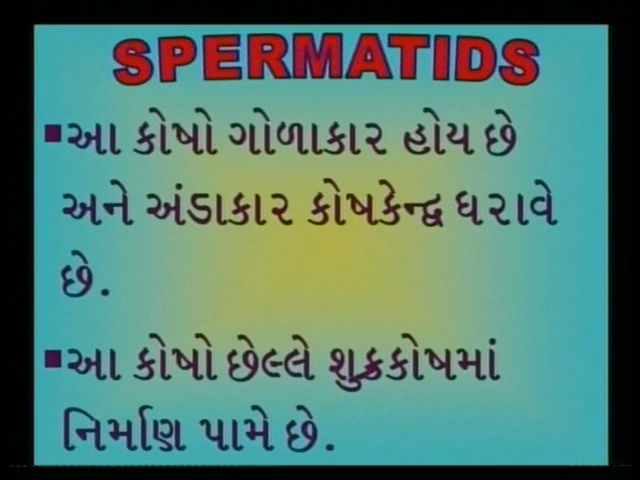 SPERMATIDS
▪આ કોષો ગોળાકાર હોય છે
અને અંડાકાર કોષકેન્દ્ર ધરાવે
છે.
▪આ કોષો છેલ્લે શુક્રકોષમાં
નિર્માણ પામે છે.